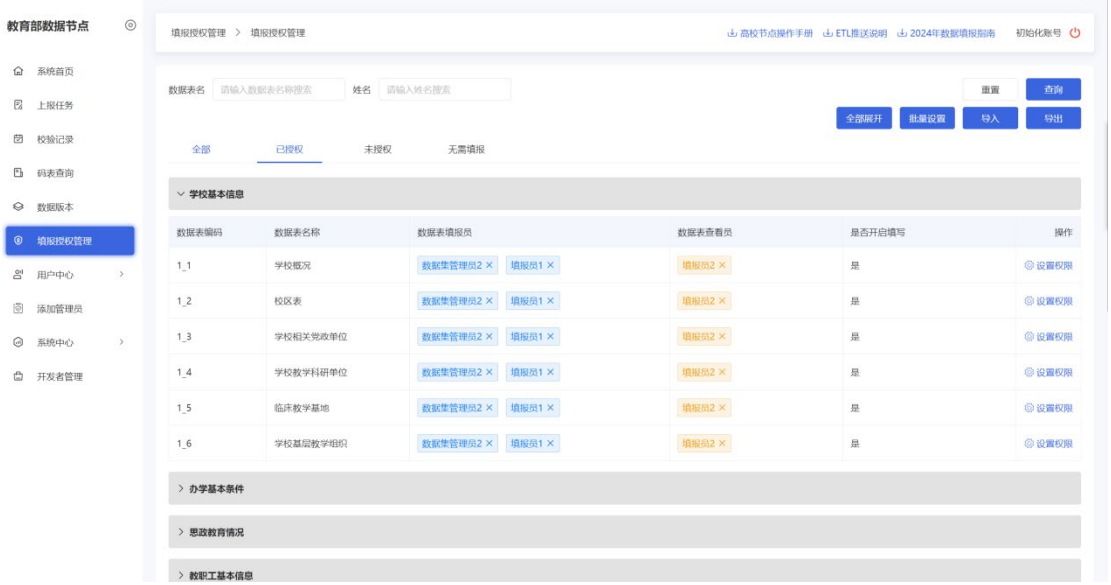 教育部数据节点
填报授权管理 > 填报授权管理
高校节点操作手册 ETL推送说明 2024年数据填报指南 初始化账号
系统首页
上报任务
校验记录
码表查询
数据版本
填报授权管理
用户中心 >
添加管理员
系统中心 >
开发者管理
数据表名 请输入数据表名称搜索 姓名 请输入姓名搜索 重置 查询
全部展开 批量设置 导入 导出
全部 已授权 未授权 无需填报
学校基本信息
数据表编码 数据表名称 数据表填报员 数据表查看员 是否开启填写 操作
1_1 学校概况 数据集管理员2 × 填报员1 × 填报员2 × 是 设置权限
1_2 校区表 数据集管理员2 × 填报员1 × 填报员2 × 是 设置权限
1_3 学校相关党政单位 数据集管理员2 × 填报员1 × 填报员2 × 是 设置权限
1_4 学校教学科研单位 数据集管理员2 × 填报员1 × 填报员2 × 是 设置权限
1_5 临床教学基地 数据集管理员2 × 填报员1 × 填报员2 × 是 设置权限
1_6 学校基层教学组织 数据集管理员2 × 填报员1 × 填报员2 × 是 设置权限
> 办学基本条件
> 思政教育情况
> 教职工基本信息